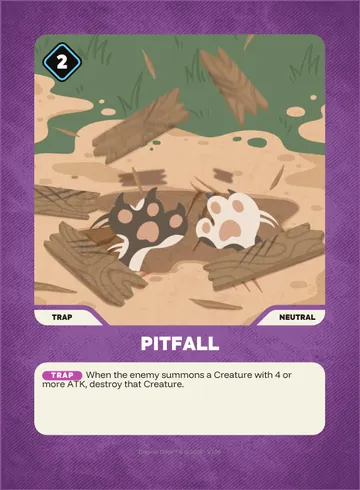 2
TRAP
NEUTRAL
PITFALL
TRAP When the enemy summons a Creature with 4 or
more ATK, destroy that Creature.